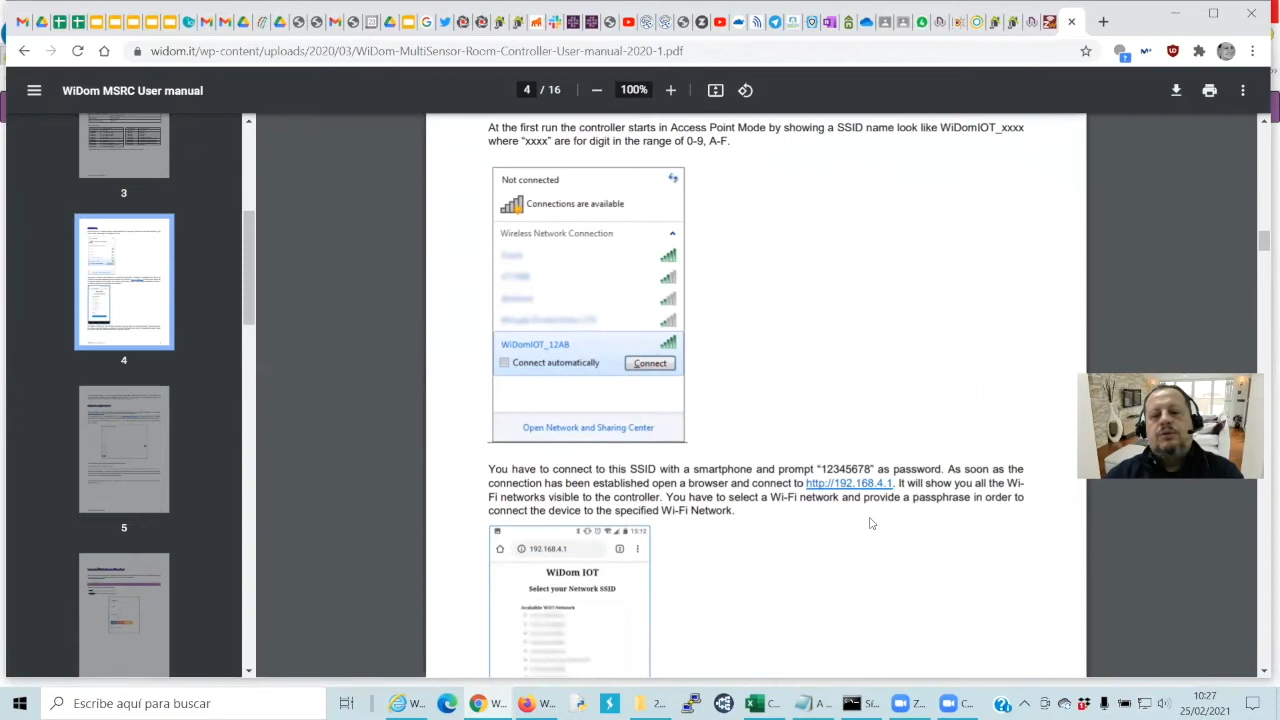 widom.it/wp-content/uploads/2020/03/WiDom-MultiSensor-Room-Controller-User-manual-2020-1.pdf
WiDom MSRC User manual
4 / 16
100%
At the first run the controller starts in Access Point Mode by showing a SSID name look like WiDomIOT_xxxx
where “xxxx” are for digit in the range of 0-9, A-F.
Not connected
Connections are available
Wireless Network Connection
WiDomIOT_12AB
Connect automatically
Connect
Open Network and Sharing Center
You have to connect to this SSID with a smartphone and prompt “12345678” as password. As soon as the
connection has been established open a browser and connect to http://192.168.4.1. It will show you all the Wi-
Fi networks visible to the controller. You have to select a Wi-Fi network and provide a passphrase in order to
connect the device to the specified Wi-Fi Network.
15:12
192.168.4.1
WiDom IOT
Select your Network SSID
Available WiFi Network
3
4
5
Escribe aquí para buscar
W...
W...
W...
2...
C...
A...
Sí...
Z...
C...
10:27
25/02/2021